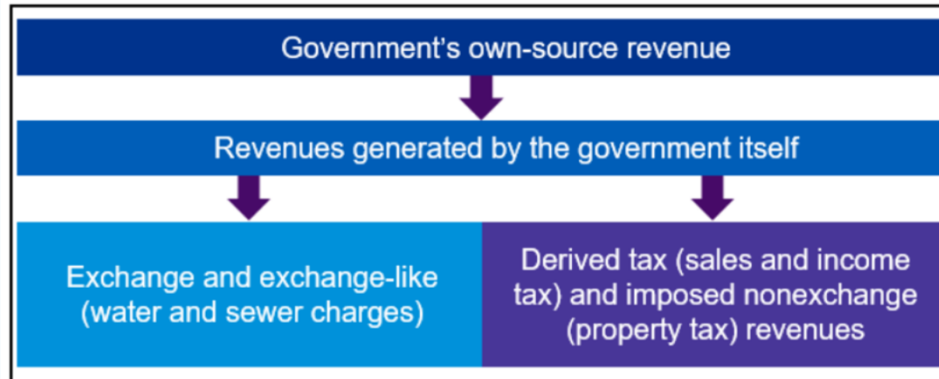 Government's own-source revenue
Revenues generated by the government itself
Exchange and exchange-like
(water and sewer charges)
Derived tax (sales and income
tax) and imposed nonexchange
(property tax) revenues